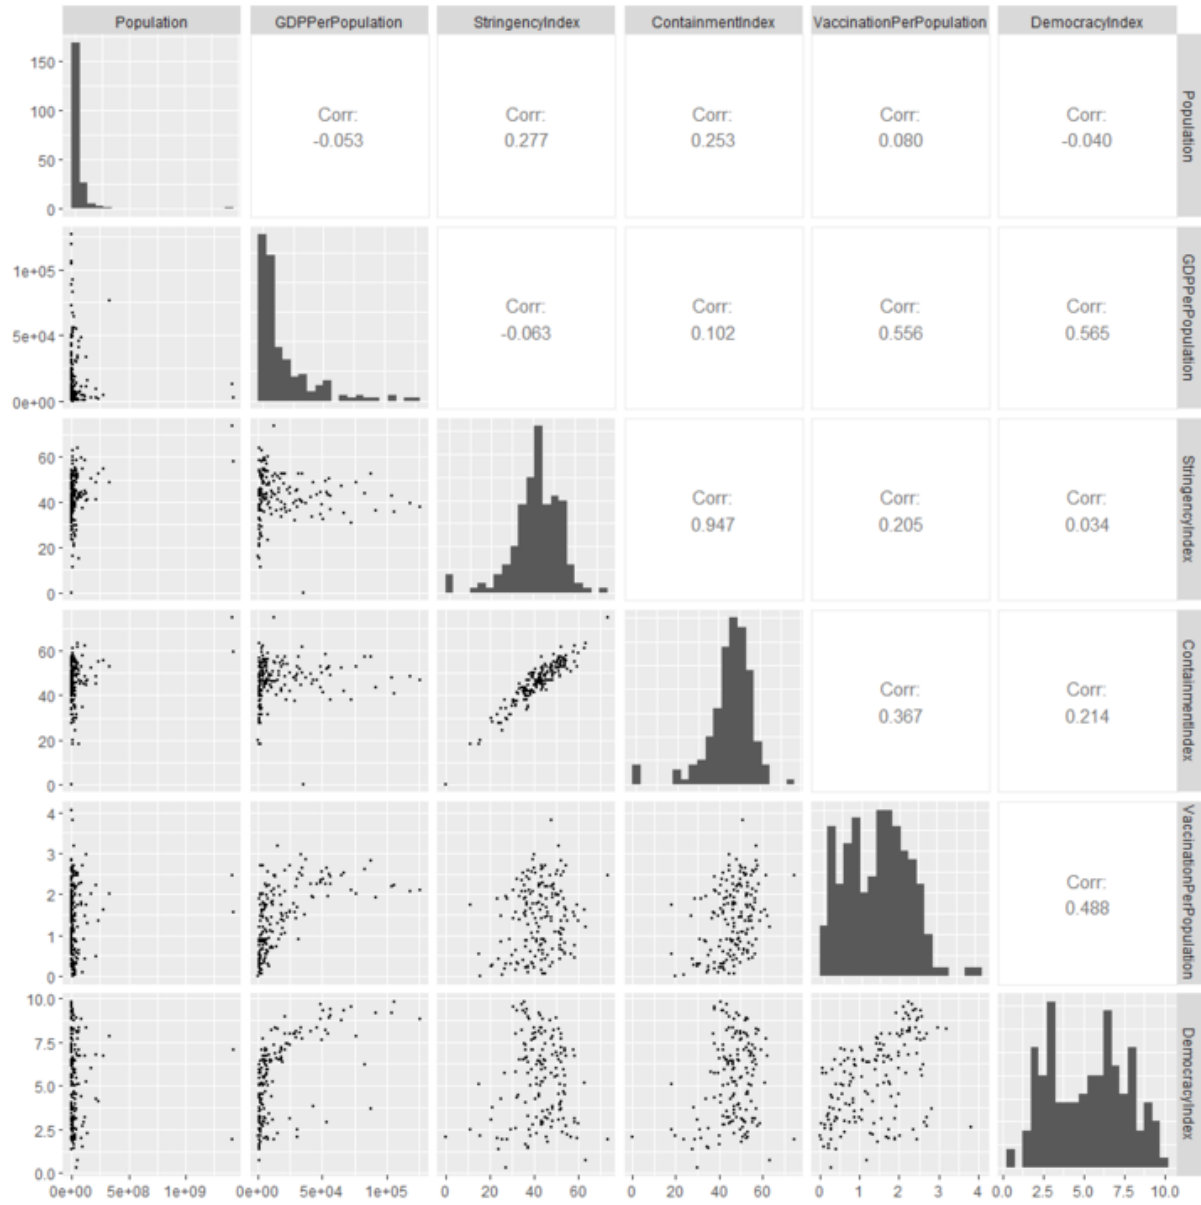 Population GDPPerPopulation StringencyIndex ContainmentIndex VaccinationPerPopulation DemocracyIndex
150
100
50
0
Corr:
-0.053
Corr:
0.277
Corr:
0.253
Corr:
0.080
Corr:
-0.040
Population
1e+05
5e+04
0e+00
Corr:
-0.063
Corr:
0.102
Corr:
0.556
Corr:
0.565
GDPPerPopulation
60
40
20
0
Corr:
0.947
Corr:
0.205
Corr:
0.034
StringencyIndex
60
40
20
0
Corr:
0.367
Corr:
0.214
ContainmentIndex
4
3
2
1
0
Corr:
0.488
VaccinationPerPopulation
10.0
7.5
5.0
2.5
0.0
DemocracyIndex
0e+00 5e+08 1e+09 0e+00 5e+04 1e+05 0 20 40 60 0 20 40 60 0 1 2 3 4 0.0 2.5 5.0 7.5 10.0